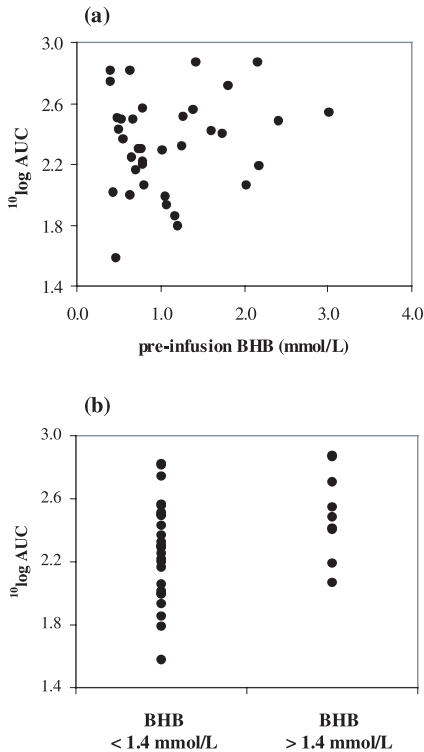 (a)
3.0
2.6
2.2
1.8
1.4
10log AUC
0.0 1.0 2.0 3.0 4.0
pre-infusion BHB (mmol/L)
(b)
3.0
2.6
2.2
1.8
1.4
10log AUC
BHB BHB
< 1.4 mmol/L > 1.4 mmol/L